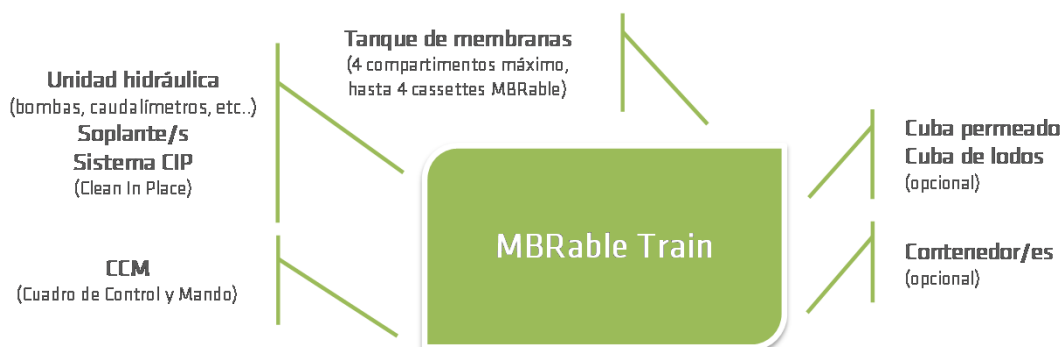 Unidad hidráulica
(bombas, caudalímetros, etc..)
Soplante/s
Sistema CIP
(Clean In Place)
CCM
(Cuadro de Control y Mando)
Tanque de membranas
(4 compartimentos máximo,
hasta 4 cassettes MBRable)
MBRable Train
Cuba permeado
Cuba de lodos
(opcional)
Contenedor/es
(opcional)